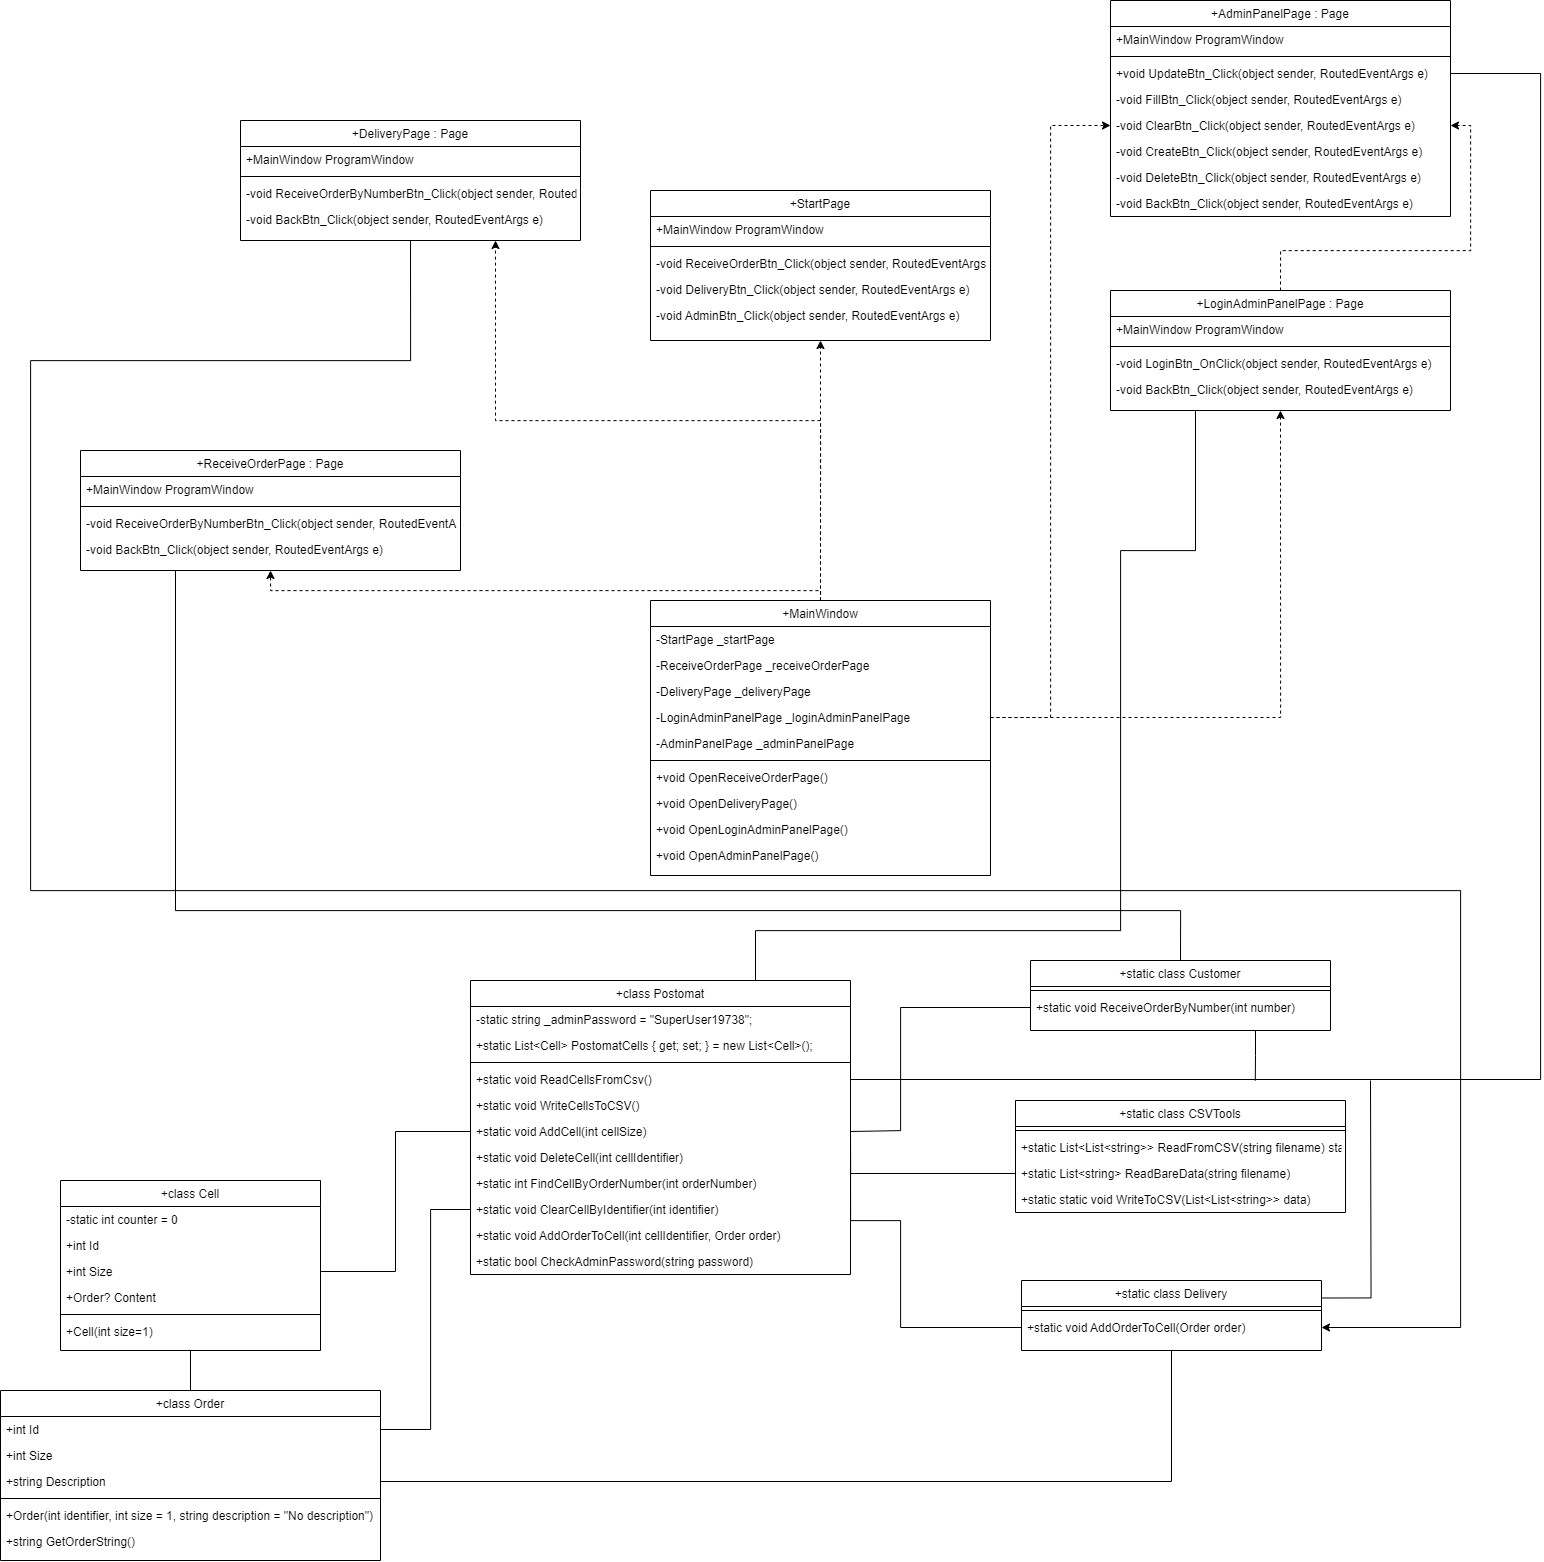 +AdminPanelPage : Page
+MainWindow ProgramWindow
+void UpdateBtn_Click(object sender, RoutedEventArgs e)
-void FillBtn_Click(object sender, RoutedEventArgs e)
-void ClearBtn_Click(object sender, RoutedEventArgs e)
-void CreateBtn_Click(object sender, RoutedEventArgs e)
-void DeleteBtn_Click(object sender, RoutedEventArgs e)
-void BackBtn_Click(object sender, RoutedEventArgs e)
+DeliveryPage : Page
+MainWindow ProgramWindow
-void ReceiveOrderByNumberBtn_Click(object sender, Routed
-void BackBtn_Click(object sender, RoutedEventArgs e)
+StartPage
+MainWindow ProgramWindow
-void ReceiveOrderBtn_Click(object sender, RoutedEventArgs
-void DeliveryBtn_Click(object sender, RoutedEventArgs e)
-void AdminBtn_Click(object sender, RoutedEventArgs e)
+LoginAdminPanelPage : Page
+MainWindow ProgramWindow
-void LoginBtn_OnClick(object sender, RoutedEventArgs e)
-void BackBtn_Click(object sender, RoutedEventArgs e)
+ReceiveOrderPage : Page
+MainWindow ProgramWindow
-void ReceiveOrderByNumberBtn_Click(object sender, RoutedEventA
-void BackBtn_Click(object sender, RoutedEventArgs e)
+MainWindow
-StartPage _startPage
-ReceiveOrderPage _receiveOrderPage
-DeliveryPage _deliveryPage
-LoginAdminPanelPage _loginAdminPanelPage
-AdminPanelPage _adminPanelPage
+void OpenReceiveOrderPage()
+void OpenDeliveryPage()
+void OpenLoginAdminPanelPage()
+void OpenAdminPanelPage()
+static class Customer
+static void ReceiveOrderByNumber(int number)
+class Postomat
-static string _adminPassword = "SuperUser19738";
+static List<Cell> PostomatCells { get; set; } = new List<Cell>();
+static void ReadCellsFromCsv()
+static void WriteCellsToCSV()
+static void AddCell(int cellSize)
+static void DeleteCell(int cellIdentifier)
+static int FindCellByOrderNumber(int orderNumber)
+static void ClearCellByIdentifier(int identifier)
+static void AddOrderToCell(int cellIdentifier, Order order)
+static bool CheckAdminPassword(string password)
+static class CSVTools
+static List<List<string>> ReadFromCSV(string filename) sta
+static List<string> ReadBareData(string filename)
+static static void WriteToCSV(List<List<string>> data)
+class Cell
-static int counter = 0
+int Id
+int Size
+Order? Content
+Cell(int size=1)
+static class Delivery
+static void AddOrderToCell(Order order)
+class Order
+int Id
+int Size
+string Description
+Order(int identifier, int size = 1, string description = "No description")
+string GetOrderString()